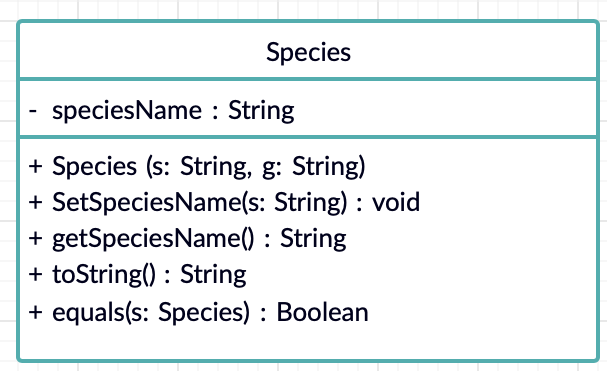 Species
- speciesName : String
+ Species (s: String, g: String)
+ SetSpeciesName(s: String) : void
+ getSpeciesName() : String
+ toString() : String
+ equals(s: Species) : Boolean